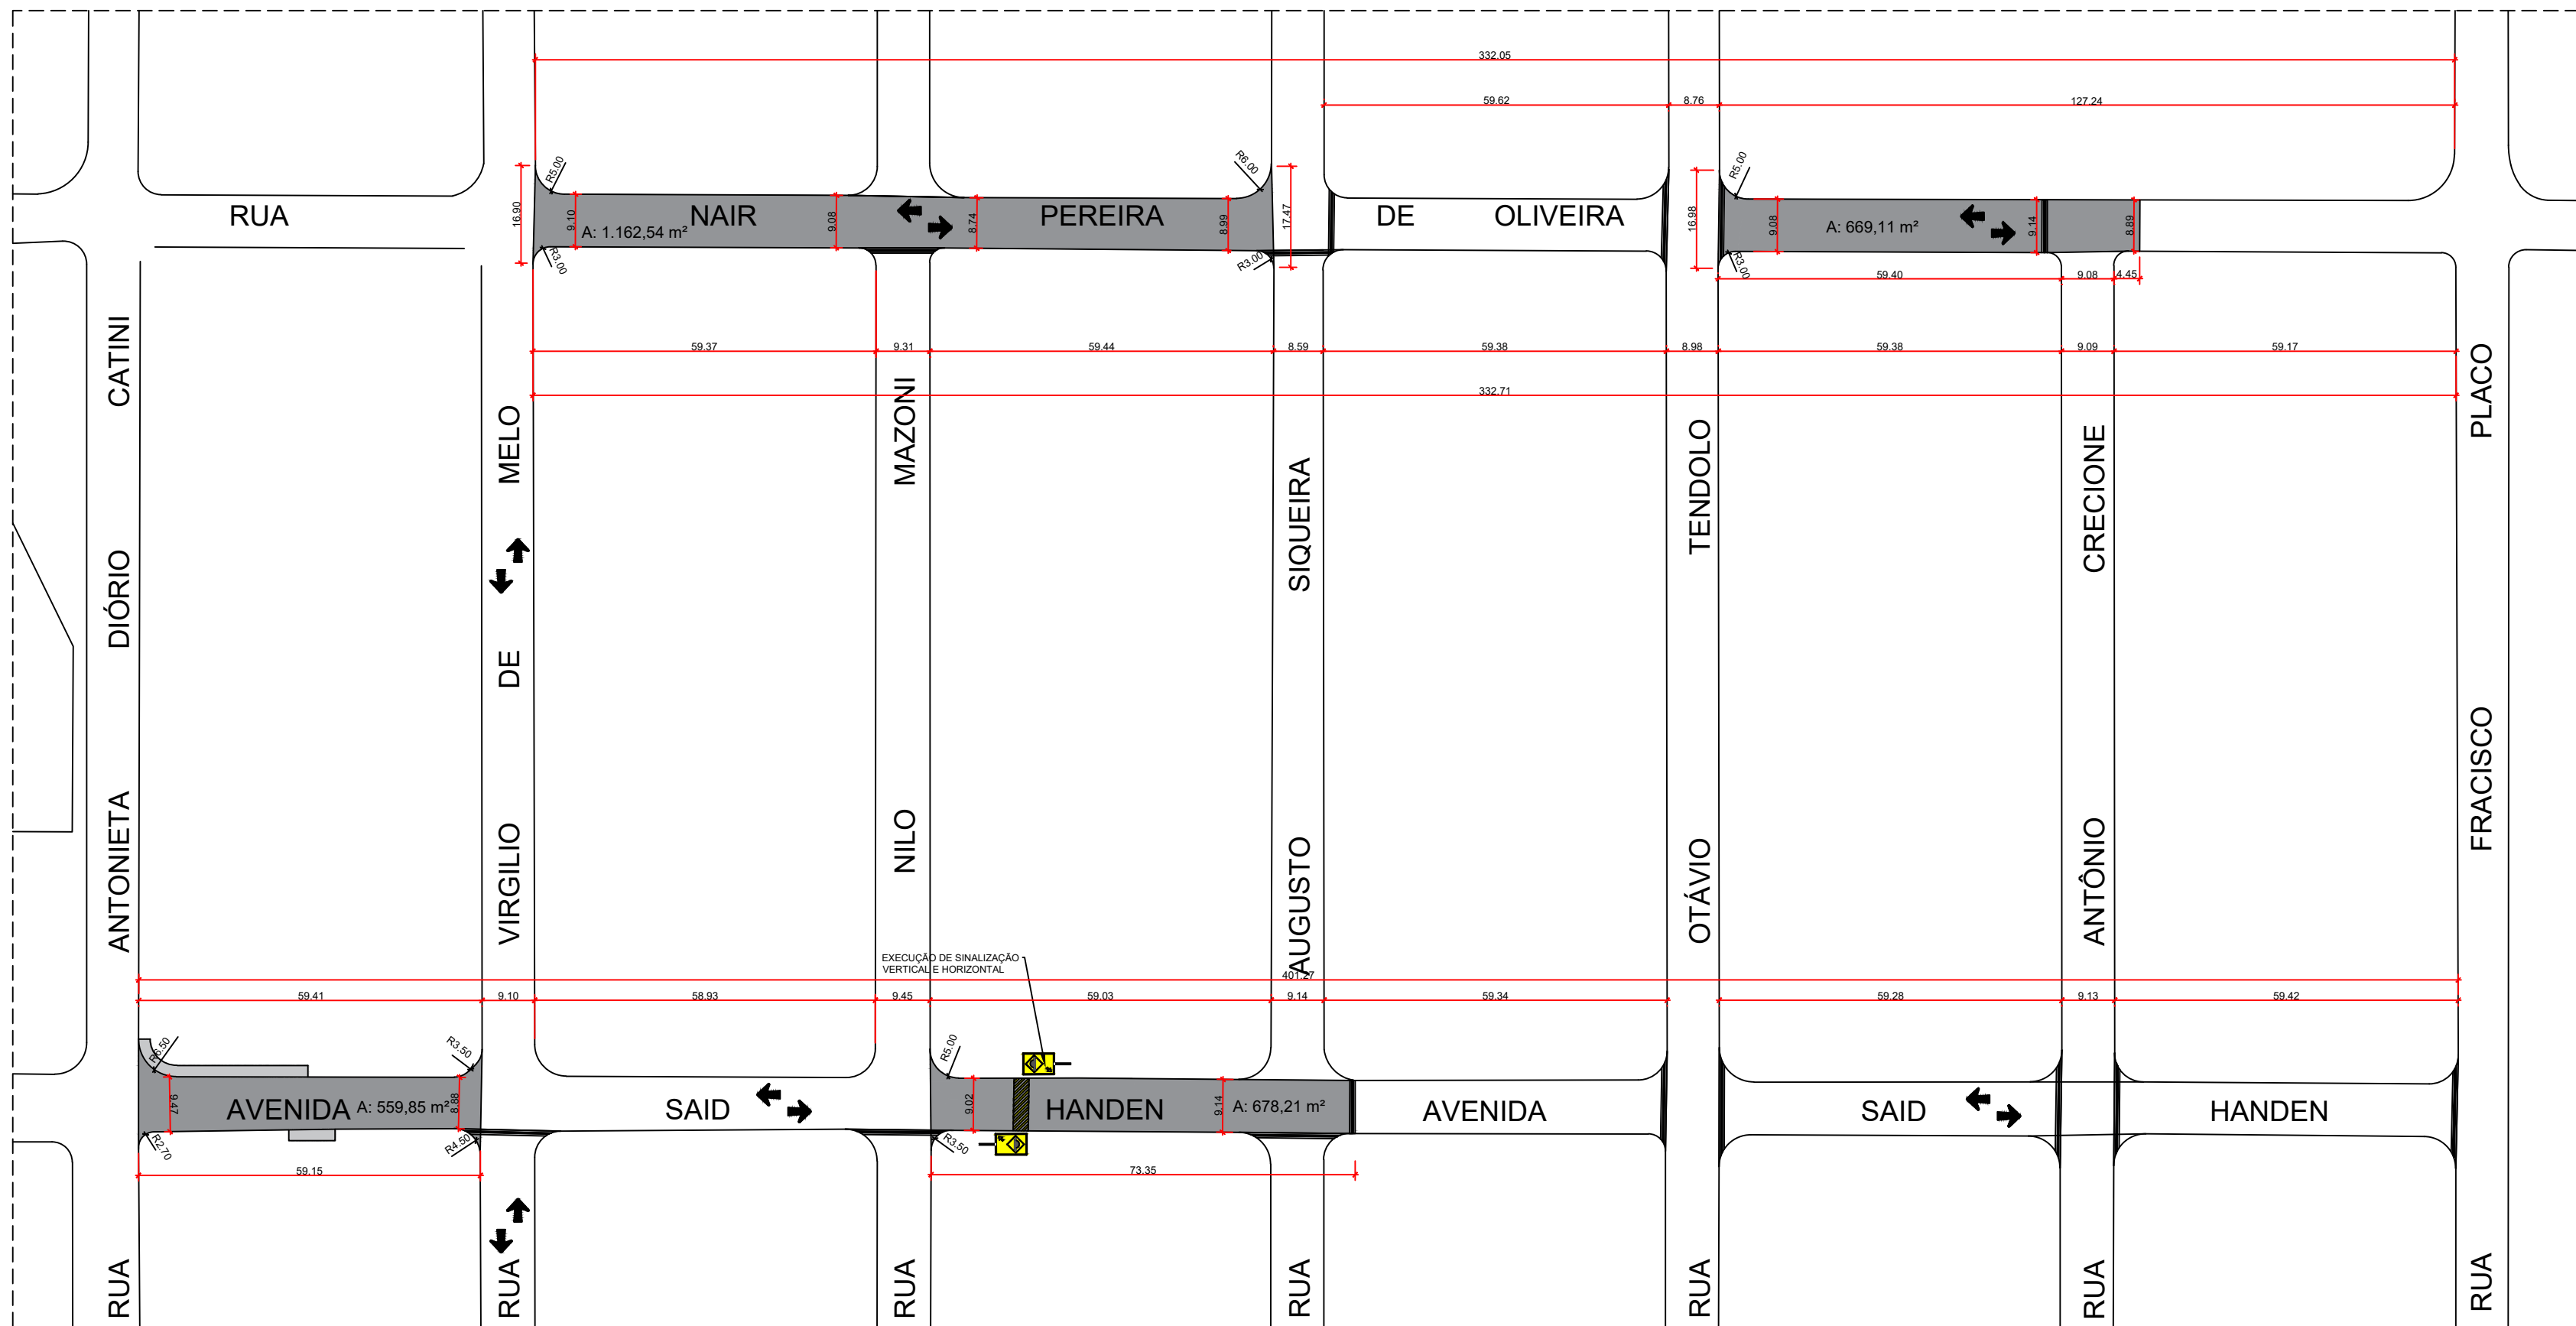 332.05
59.62
8.76
127.24
R5.00
R6.00
R5.00
16.90
9.10
RUA NAIR PEREIRA DE OLIVEIRA
A: 1.162,54 m²
9.08
8.74
8.99
17.47
16.98
9.08
A: 669,11 m²
9.14
8.89
R3.00
R3.00
R3.00
59.40
9.08
4.45
59.37
9.31
59.44
8.59
59.38
8.98
59.38
9.09
59.17
332.71
RUA ANTONIETA DIÓRIO CATINI
RUA VIRGILIO DE MELO
RUA NILO MAZONI
RUA AUGUSTO SIQUEIRA
RUA OTÁVIO TENDOLO
RUA ANTÔNIO CRECIONE
RUA FRACISCO PLACO
EXECUÇÃO DE SINALIZAÇÃO
VERTICAL E HORIZONTAL
401.27
59.41
9.10
58.93
9.45
59.03
9.14
59.34
59.28
9.13
59.42
R6.50
R3.50
R5.00
9.47
AVENIDA
A: 559,85 m²
8.88
SAID
9.02
HANDEN
9.14
A: 678,21 m²
AVENIDA
SAID
HANDEN
R2.70
R4.50
R3.50
59.15
73.35